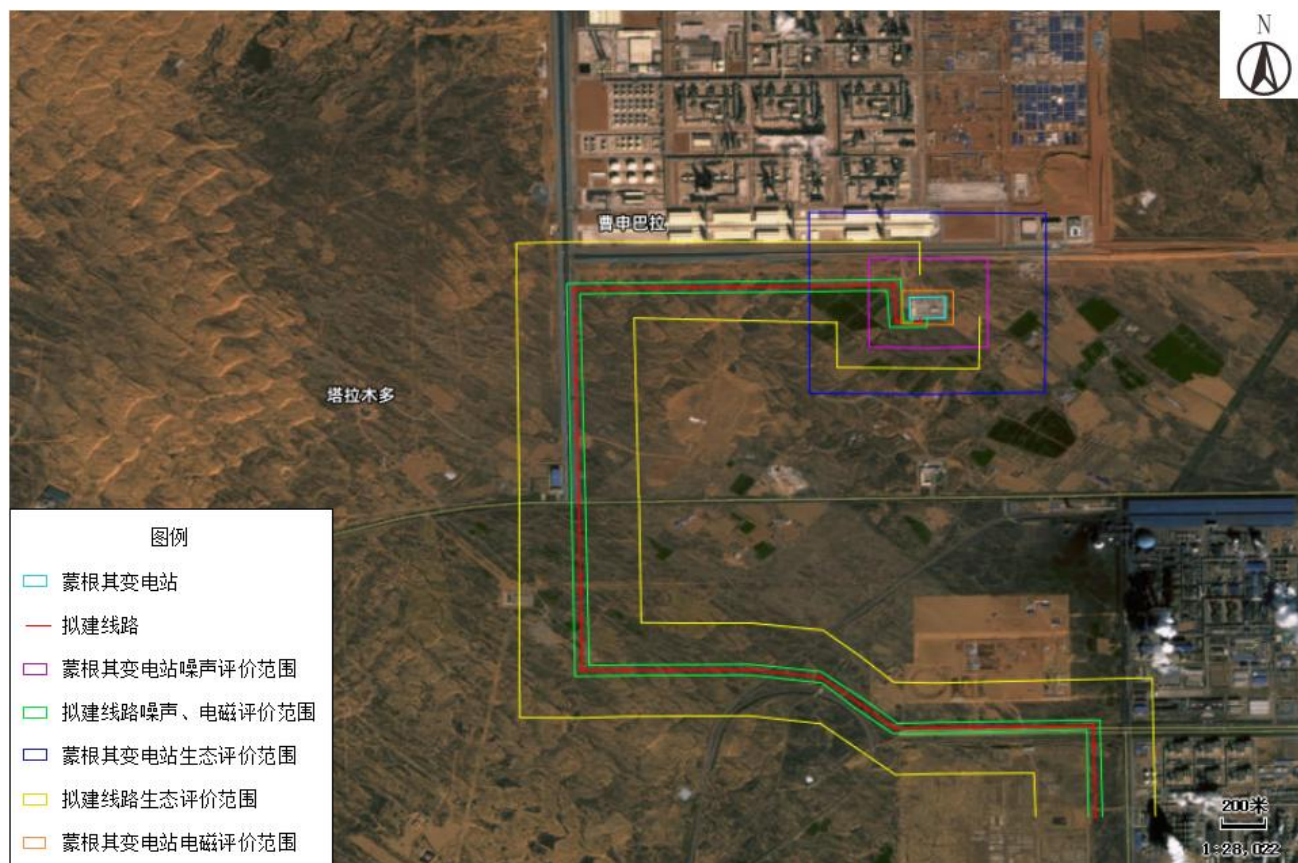 N
曹申巴拉
塔拉木多
图例
蒙根其变电站
拟建线路
蒙根其变电站噪声评价范围
拟建线路噪声、电磁评价范围
蒙根其变电站生态评价范围
拟建线路生态评价范围
蒙根其变电站电磁评价范围
200米
1:28,022